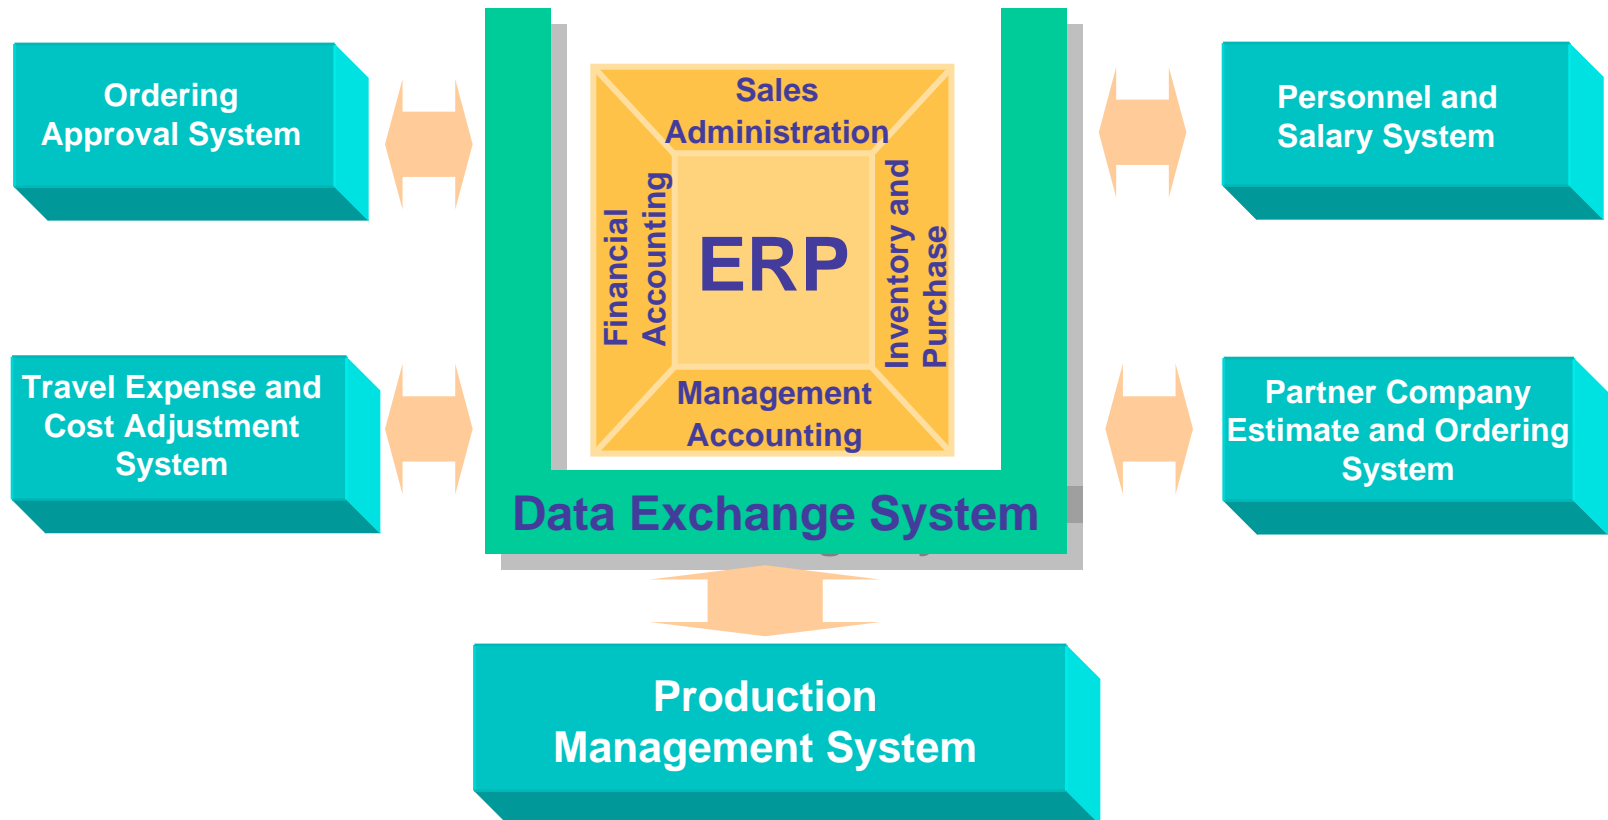 Ordering
Approval System
Travel Expense and
Cost Adjustment
System
Sales
Administration
Financial
Accounting
ERP
Inventory and
Purchase
Management
Accounting
Data Exchange System
Personnel and
Salary System
Partner Company
Estimate and Ordering
System
Production
Management System